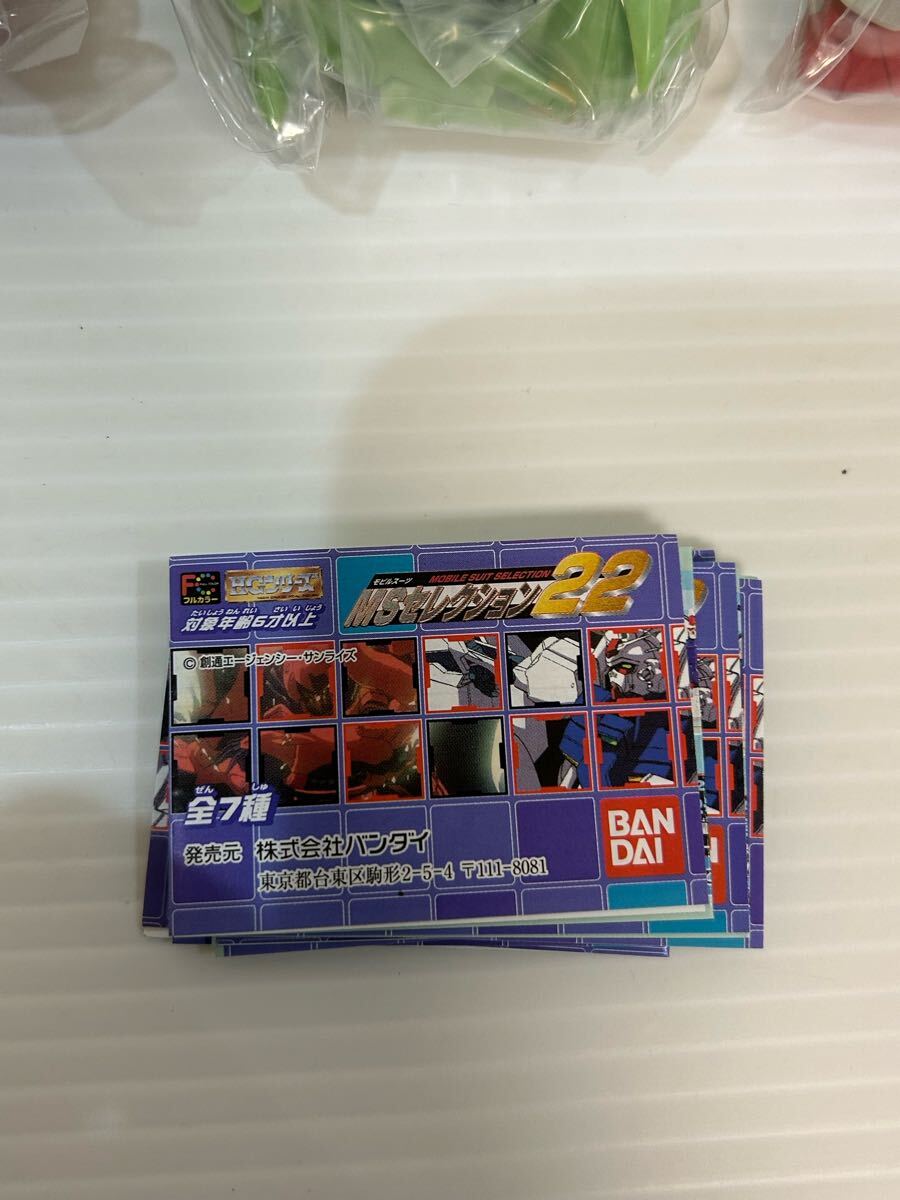 フルカラー
HGシリーズ
たいしょうねんれい さいいじょう
対象年齢6才以上
© 創通エージェンシー・サンライズ
モビルスーツ MOBILE SUIT SELECTION
MSセレクション22
ぜん しゅ
全7種
発売元 株式会社バンダイ
東京都台東区駒形2-5-4 〒111-8081
BAN
DAI